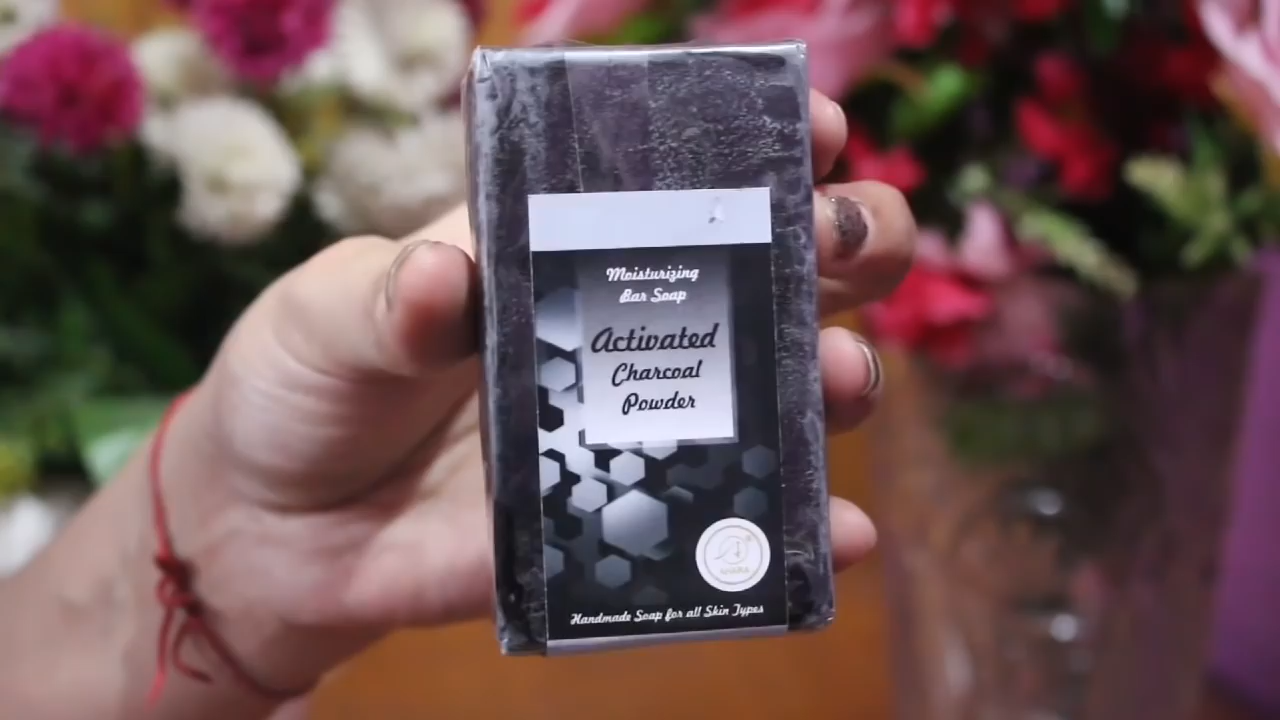 Moisturizing
Bar Soap
Activated
Charcoal
Powder
Handmade Soap for all Skin Types